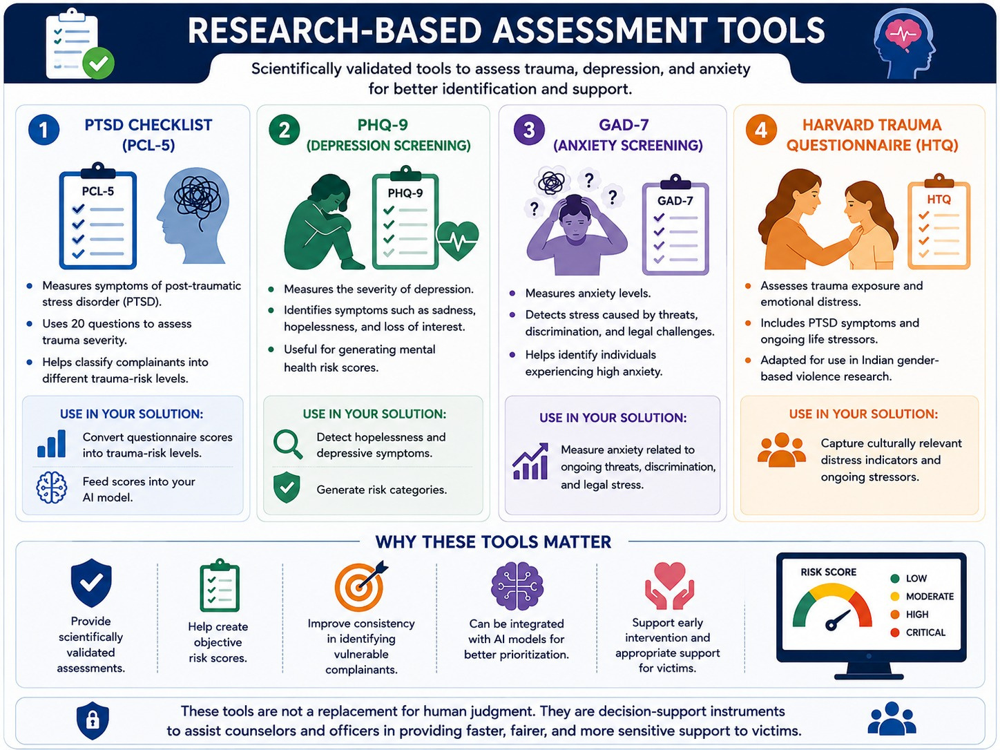 RESEARCH-BASED ASSESSMENT TOOLS
Scientifically validated tools to assess trauma, depression, and anxiety
for better identification and support.
1
PTSD CHECKLIST
(PCL-5)
PCL-5
• Measures symptoms of post-traumatic
stress disorder (PTSD).
• Uses 20 questions to assess
trauma severity.
• Helps classify complainants into
different trauma-risk levels.
USE IN YOUR SOLUTION:
Convert questionnaire scores
into trauma-risk levels.
Feed scores into your
AI model.
2
PHQ-9
(DEPRESSION SCREENING)
PHQ-9
• Measures the severity of depression.
• Identifies symptoms such as sadness,
hopelessness, and loss of interest.
• Useful for generating mental
health risk scores.
USE IN YOUR SOLUTION:
Detect hopelessness and
depressive symptoms.
Generate risk categories.
3
GAD-7
(ANXIETY SCREENING)
?
?
?
GAD-7
• Measures anxiety levels.
• Detects stress caused by threats,
discrimination, and legal challenges.
• Helps identify individuals
experiencing high anxiety.
USE IN YOUR SOLUTION:
Measure anxiety related to
ongoing threats, discrimination,
and legal stress.
4
HARVARD TRAUMA
QUESTIONNAIRE (HTQ)
HTQ
• Assesses trauma exposure and
emotional distress.
• Includes PTSD symptoms and
ongoing life stressors.
• Adapted for use in Indian gender-
based violence research.
USE IN YOUR SOLUTION:
Capture culturally relevant
distress indicators and
ongoing stressors.
WHY THESE TOOLS MATTER
Provide
scientifically
validated
assessments.
Help create
objective
risk scores.
Improve consistency
in identifying
vulnerable
complainants.
Can be integrated
with AI models for
better prioritization.
Support early
intervention and
appropriate support
for victims.
RISK SCORE
LOW
MODERATE
HIGH
CRITICAL
These tools are not a replacement for human judgment. They are decision-support instruments
to assist counselors and officers in providing faster, fairer, and more sensitive support to victims.